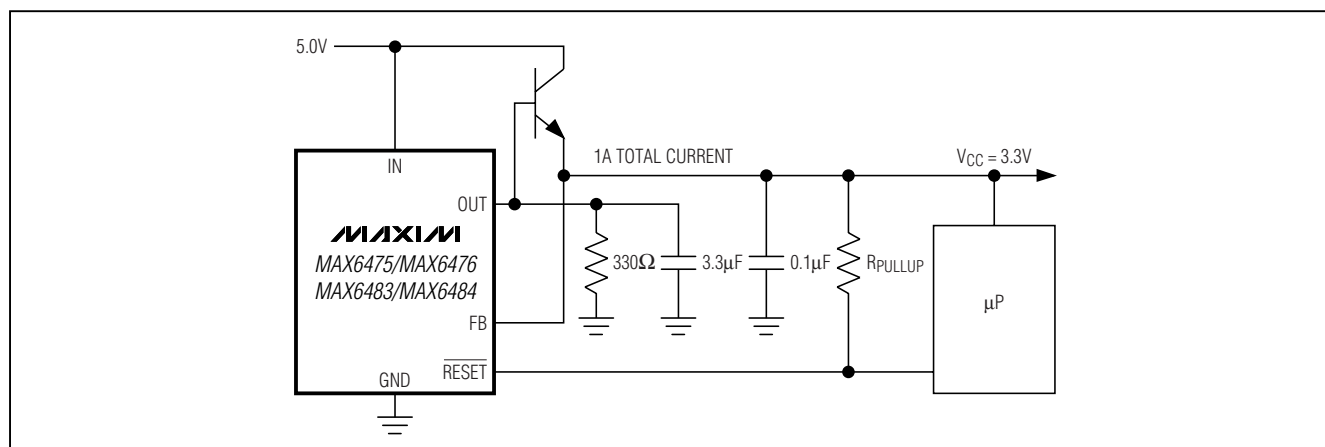 5.0V
IN
1A TOTAL CURRENT
VCC = 3.3V
OUT
MAXIM
MAX6475/MAX6476
MAX6483/MAX6484
330Ω
3.3µF
0.1µF
RPULLUP
µP
FB
RESET
GND